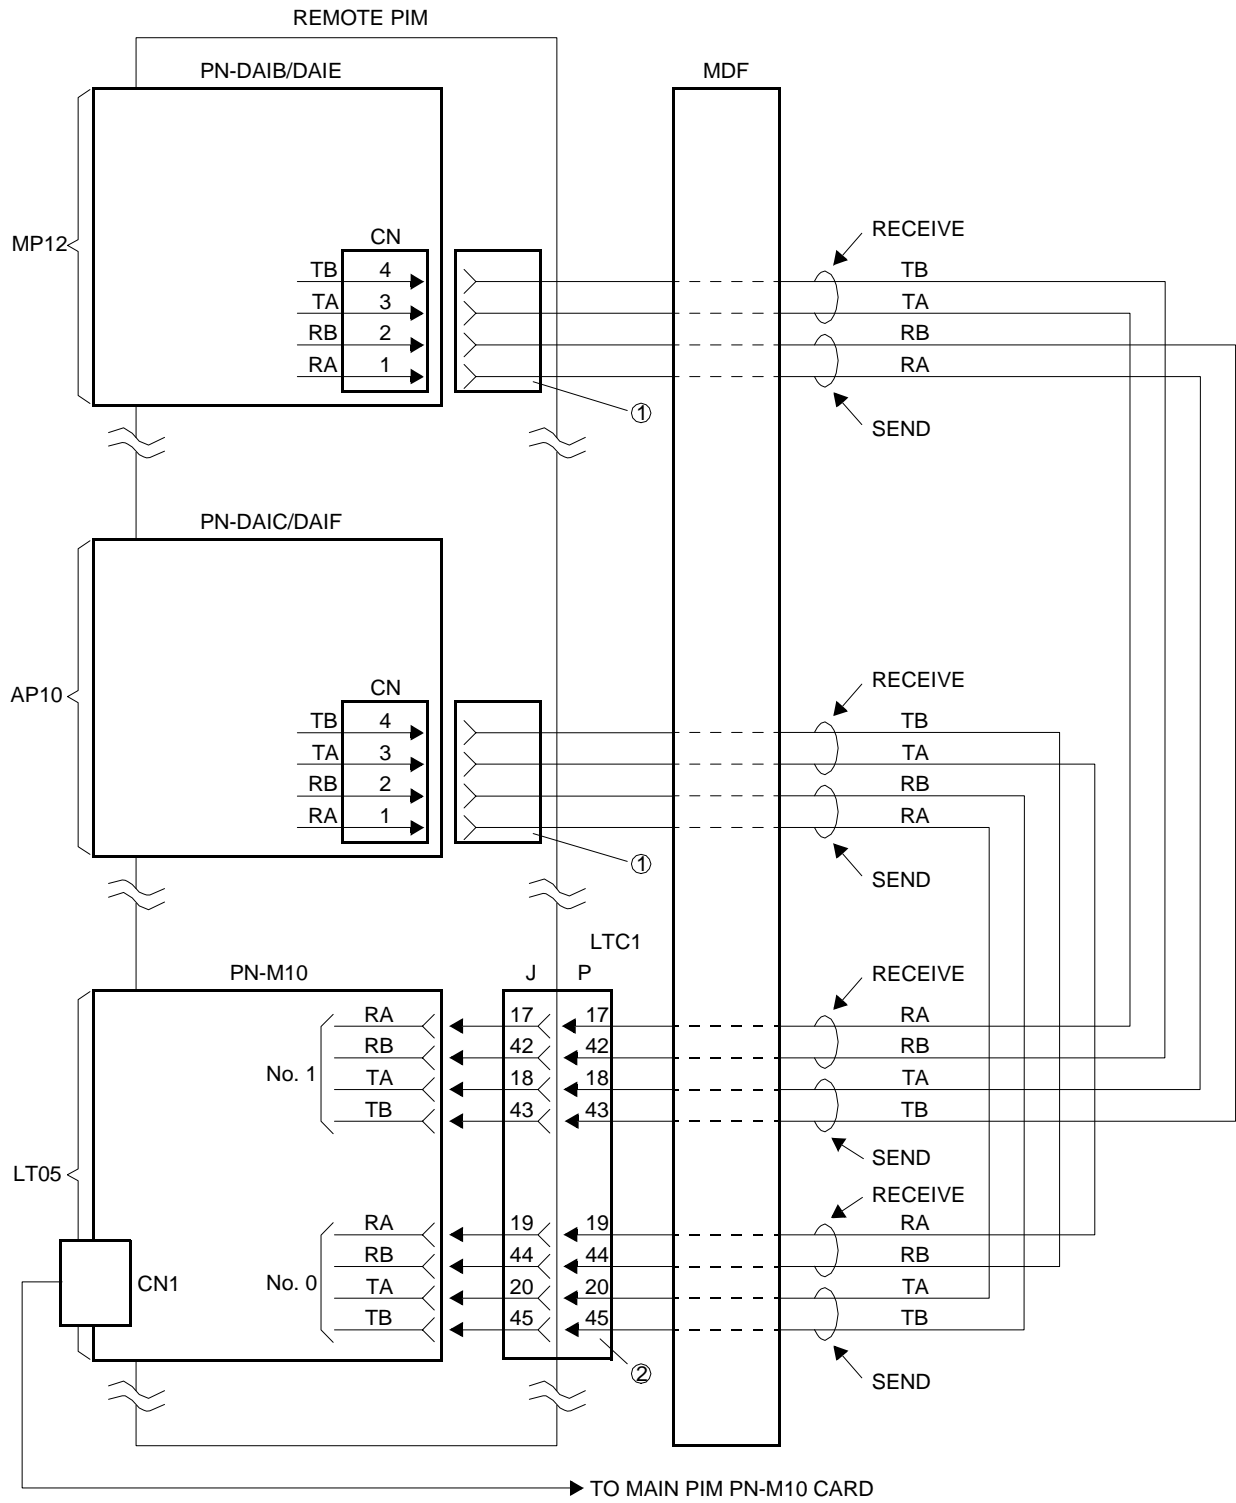 REMOTE PIM
PN-DAIB/DAIE
MDF
MP12
CN
TB 4
TA 3
RB 2
RA 1
①
RECEIVE
TB
TA
RB
RA
SEND
PN-DAIC/DAIF
AP10
CN
TB 4
TA 3
RB 2
RA 1
①
RECEIVE
TB
TA
RB
RA
SEND
LTC1
PN-M10
J P
LT05
No. 1
RA 17 17
RB 42 42
TA 18 18
TB 43 43
RECEIVE
RA
RB
TA
TB
SEND
CN1
No. 0
RA 19 19
RB 44 44
TA 20 20
TB 45 45
②
RECEIVE
RA
RB
TA
TB
SEND
TO MAIN PIM PN-M10 CARD